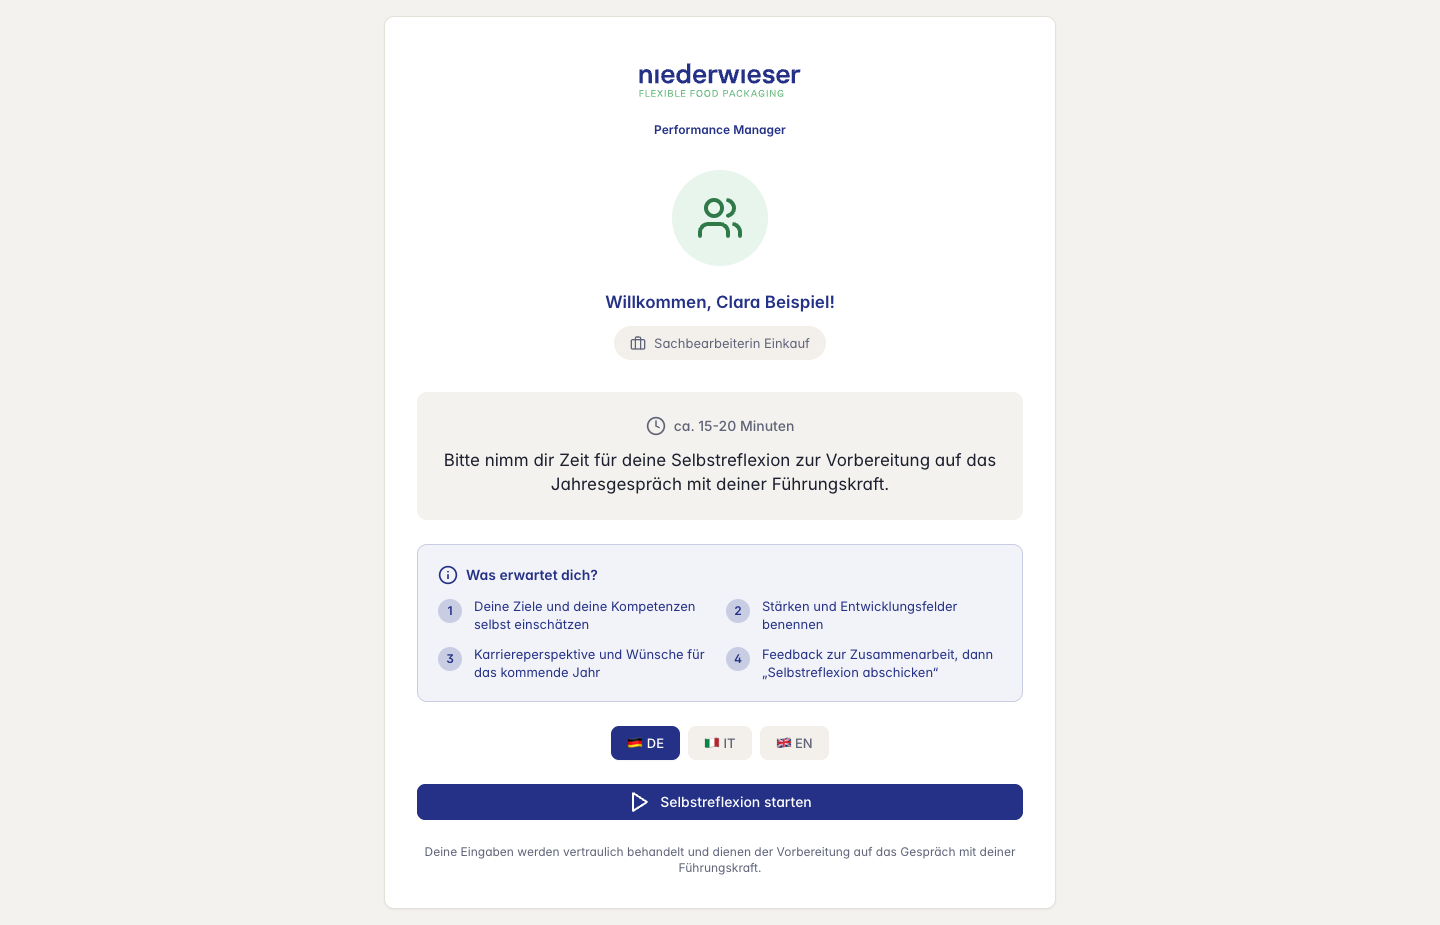 niederwieser
FLEXIBLE FOOD PACKAGING
Performance Manager
Willkommen, Clara Beispiel!
Sachbearbeiterin Einkauf
ca. 15-20 Minuten
Bitte nimm dir Zeit für deine Selbstreflexion zur Vorbereitung auf das
Jahresgespräch mit deiner Führungskraft.
Was erwartet dich?
1
Deine Ziele und deine Kompetenzen
selbst einschätzen
2
Stärken und Entwicklungsfelder
benennen
3
Karriereperspektive und Wünsche für
das kommende Jahr
4
Feedback zur Zusammenarbeit, dann
„Selbstreflexion abschicken“
DE
IT
EN
Selbstreflexion starten
Deine Eingaben werden vertraulich behandelt und dienen der Vorbereitung auf das Gespräch mit deiner
Führungskraft.